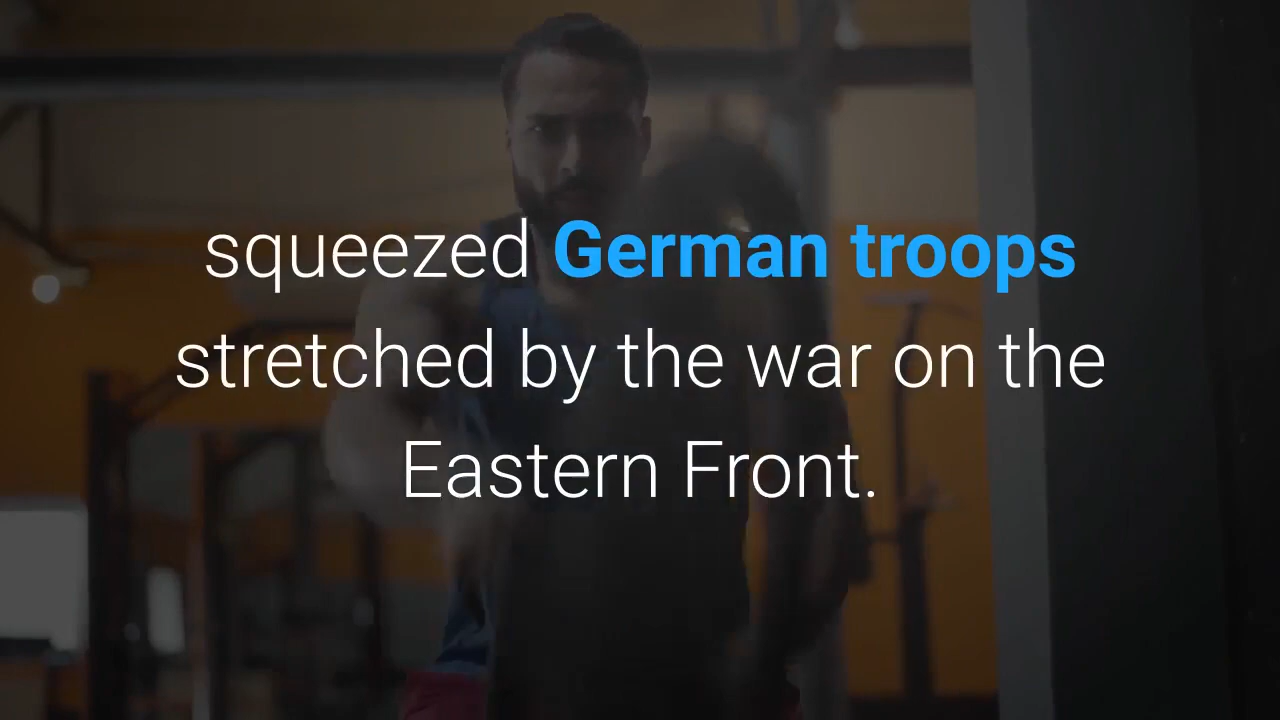 squeezed German troops
stretched by the war on the
Eastern Front.